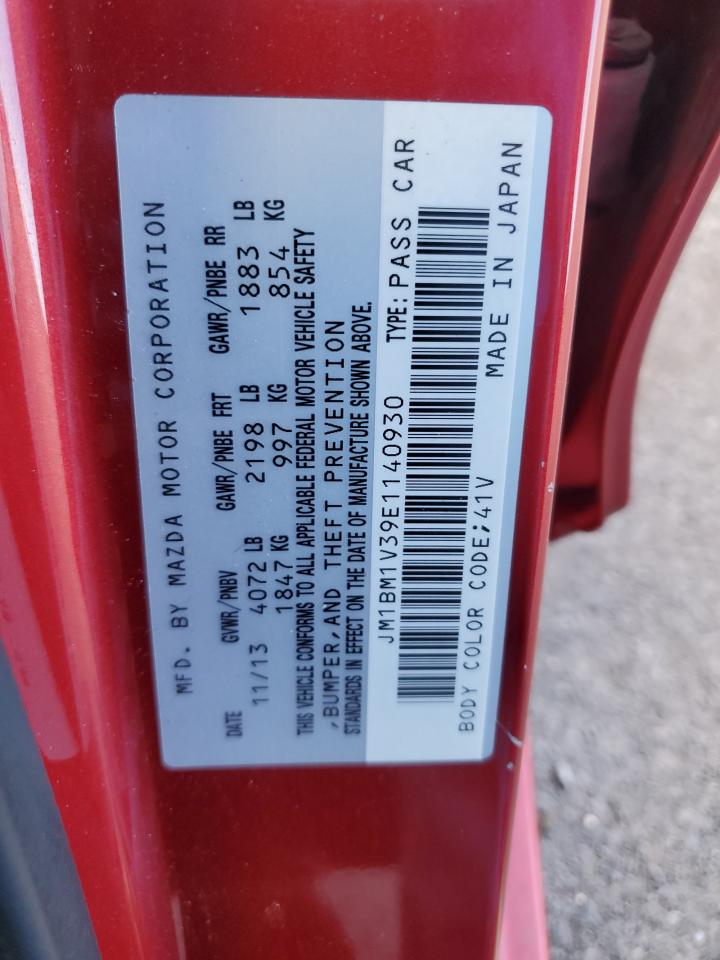 MFD. BY MAZDA MOTOR CORPORATION
DATE GVWR/PNBV GAWR/PNBE FRT GAWR/PNBE RR
11/13 4072 LB 2198 LB 1883 LB
1847 KG 997 KG 854 KG
THIS VEHICLE CONFORMS TO ALL APPLICABLE FEDERAL MOTOR VEHICLE SAFETY
,BUMPER,AND THEFT PREVENTION
STANDARDS IN EFFECT ON THE DATE OF MANUFACTURE SHOWN ABOVE.
JM1BM1V39E1140930 TYPE:PASS CAR
BODY COLOR CODE;41V MADE IN JAPAN